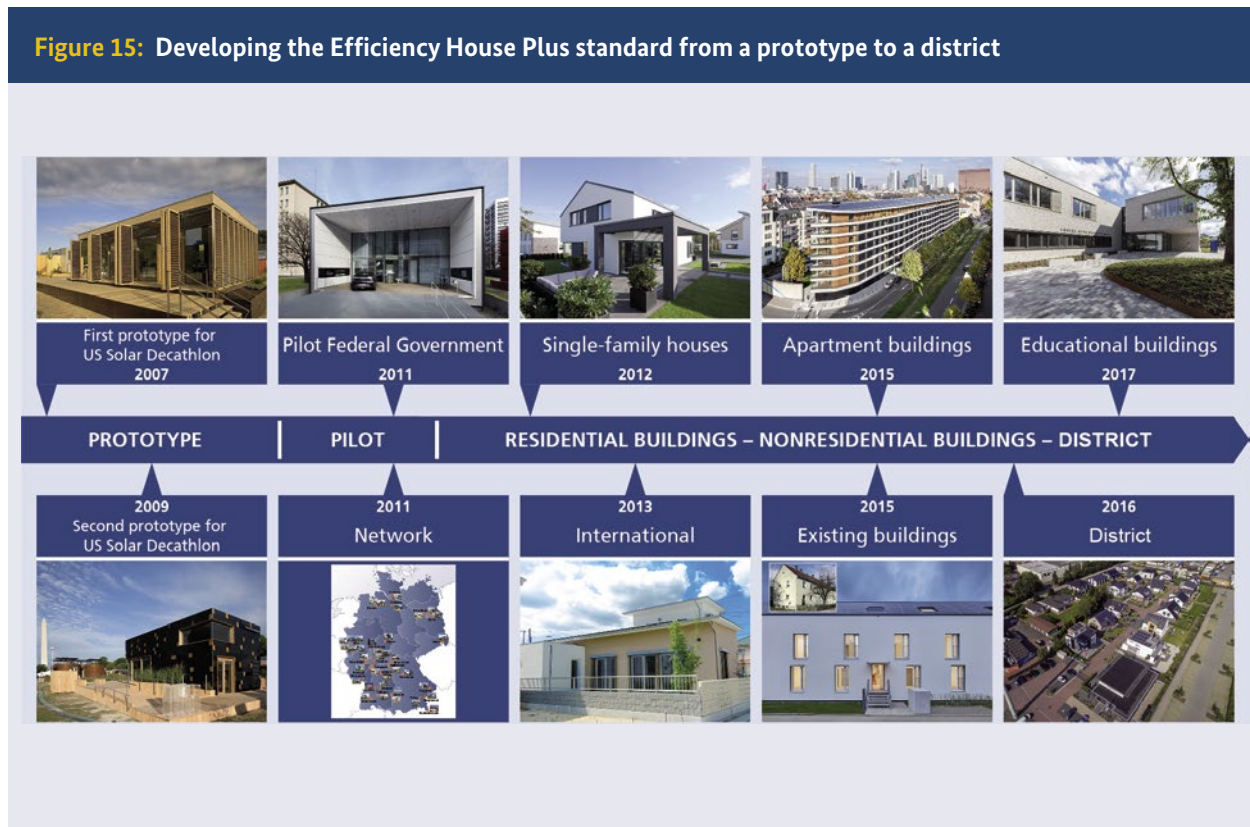 Figure 15: Developing the Efficiency House Plus standard from a prototype to a district
First prototype for
US Solar Decathlon
2007
Pilot Federal Government
2011
Single-family houses
2012
Apartment buildings
2015
Educational buildings
2017
PROTOTYPE
PILOT
RESIDENTIAL BUILDINGS – NONRESIDENTIAL BUILDINGS – DISTRICT
2009
Second prototype for
US Solar Decathlon
2011
Network
2013
International
2015
Existing buildings
2016
District